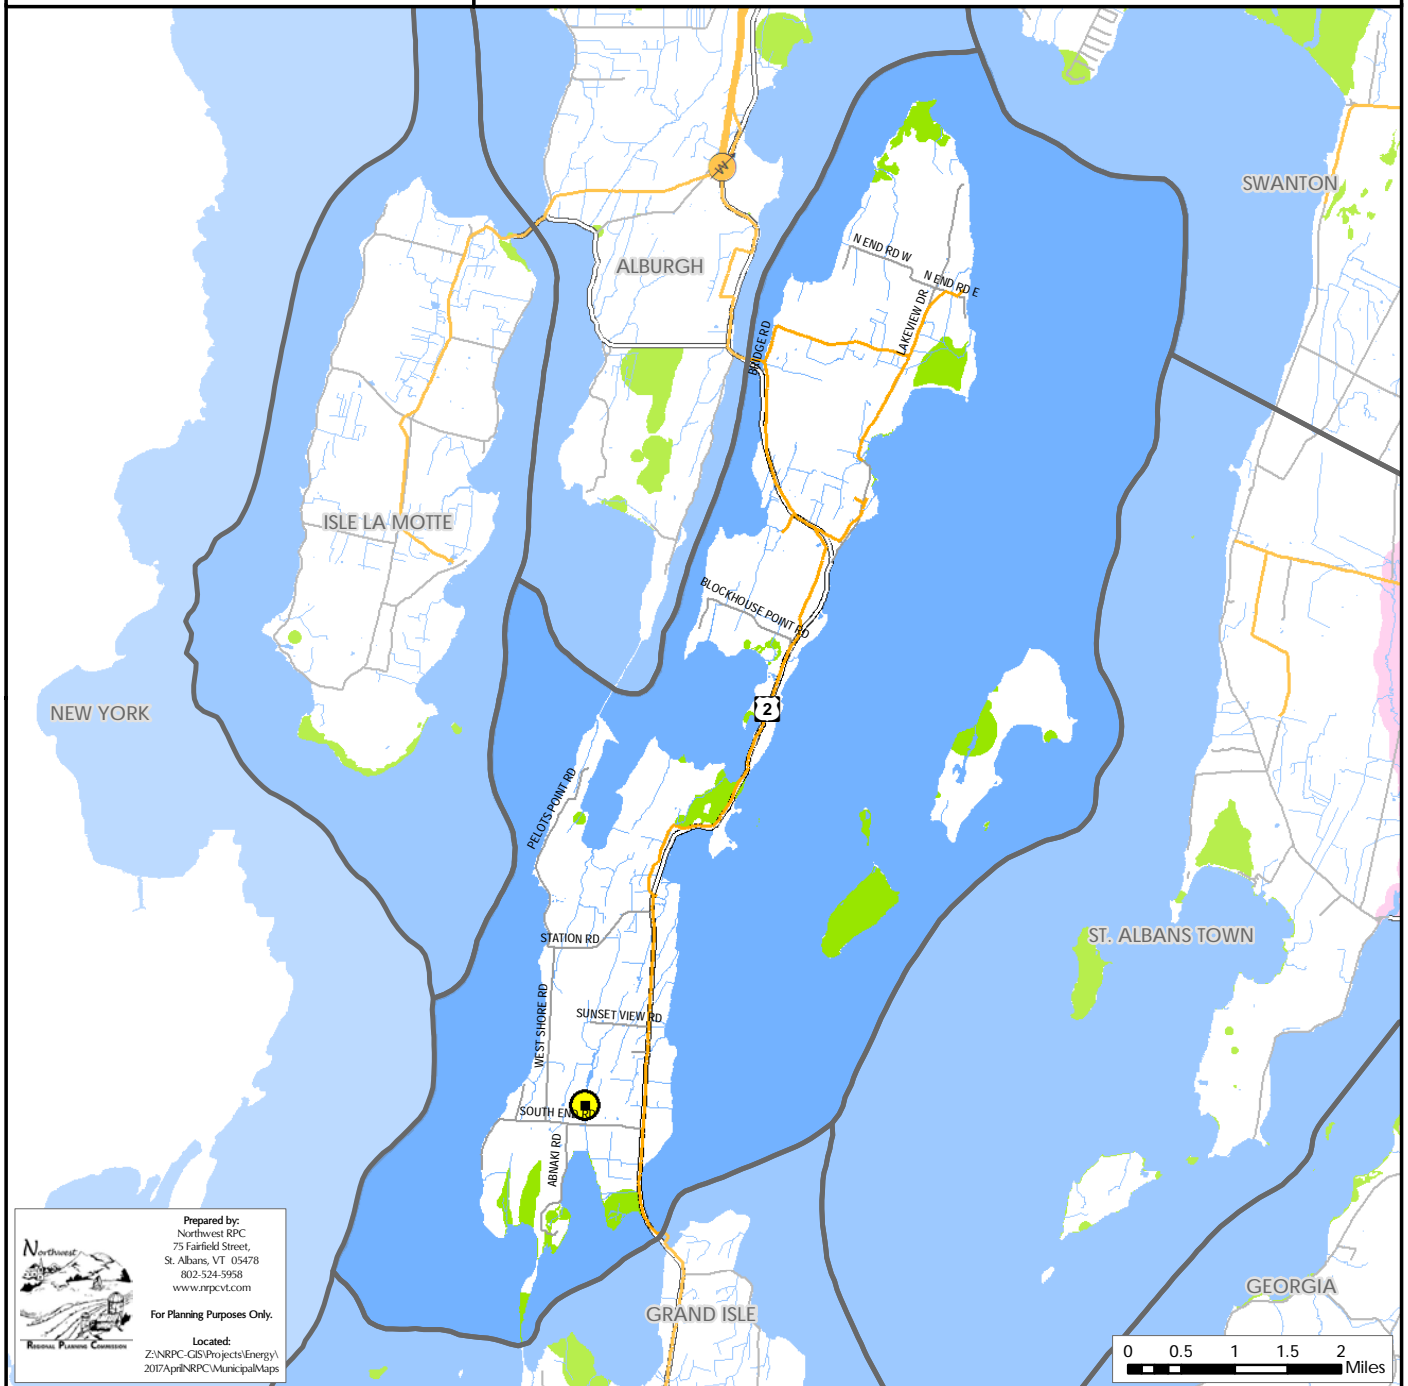 SWANTON
N END RD W
ALBURGH
N END RD E
LAKEVIEW DR
BRIDGE RD
ISLE LA MOTTE
BLOCKHOUSE POINT RD
2
NEW YORK
PELOTS POINT RD
STATION RD
ST. ALBANS TOWN
WEST SHORE RD
SUNSET VIEW RD
SOUTH END RD
ABNAKI RD
GEORGIA
GRAND ISLE
Northwest
REGIONAL PLANNING COMMISSION
Prepared by:
Northwest RPC
75 Fairfield Street,
St. Albans, VT 05478
802-524-5958
www.nrpcvt.com
For Planning Purposes Only.
Located:
Z:\NRPC-GIS\Projects\Energy\
2017AprilNRPC\MunicipalMaps
0 0.5 1 1.5 2
Miles